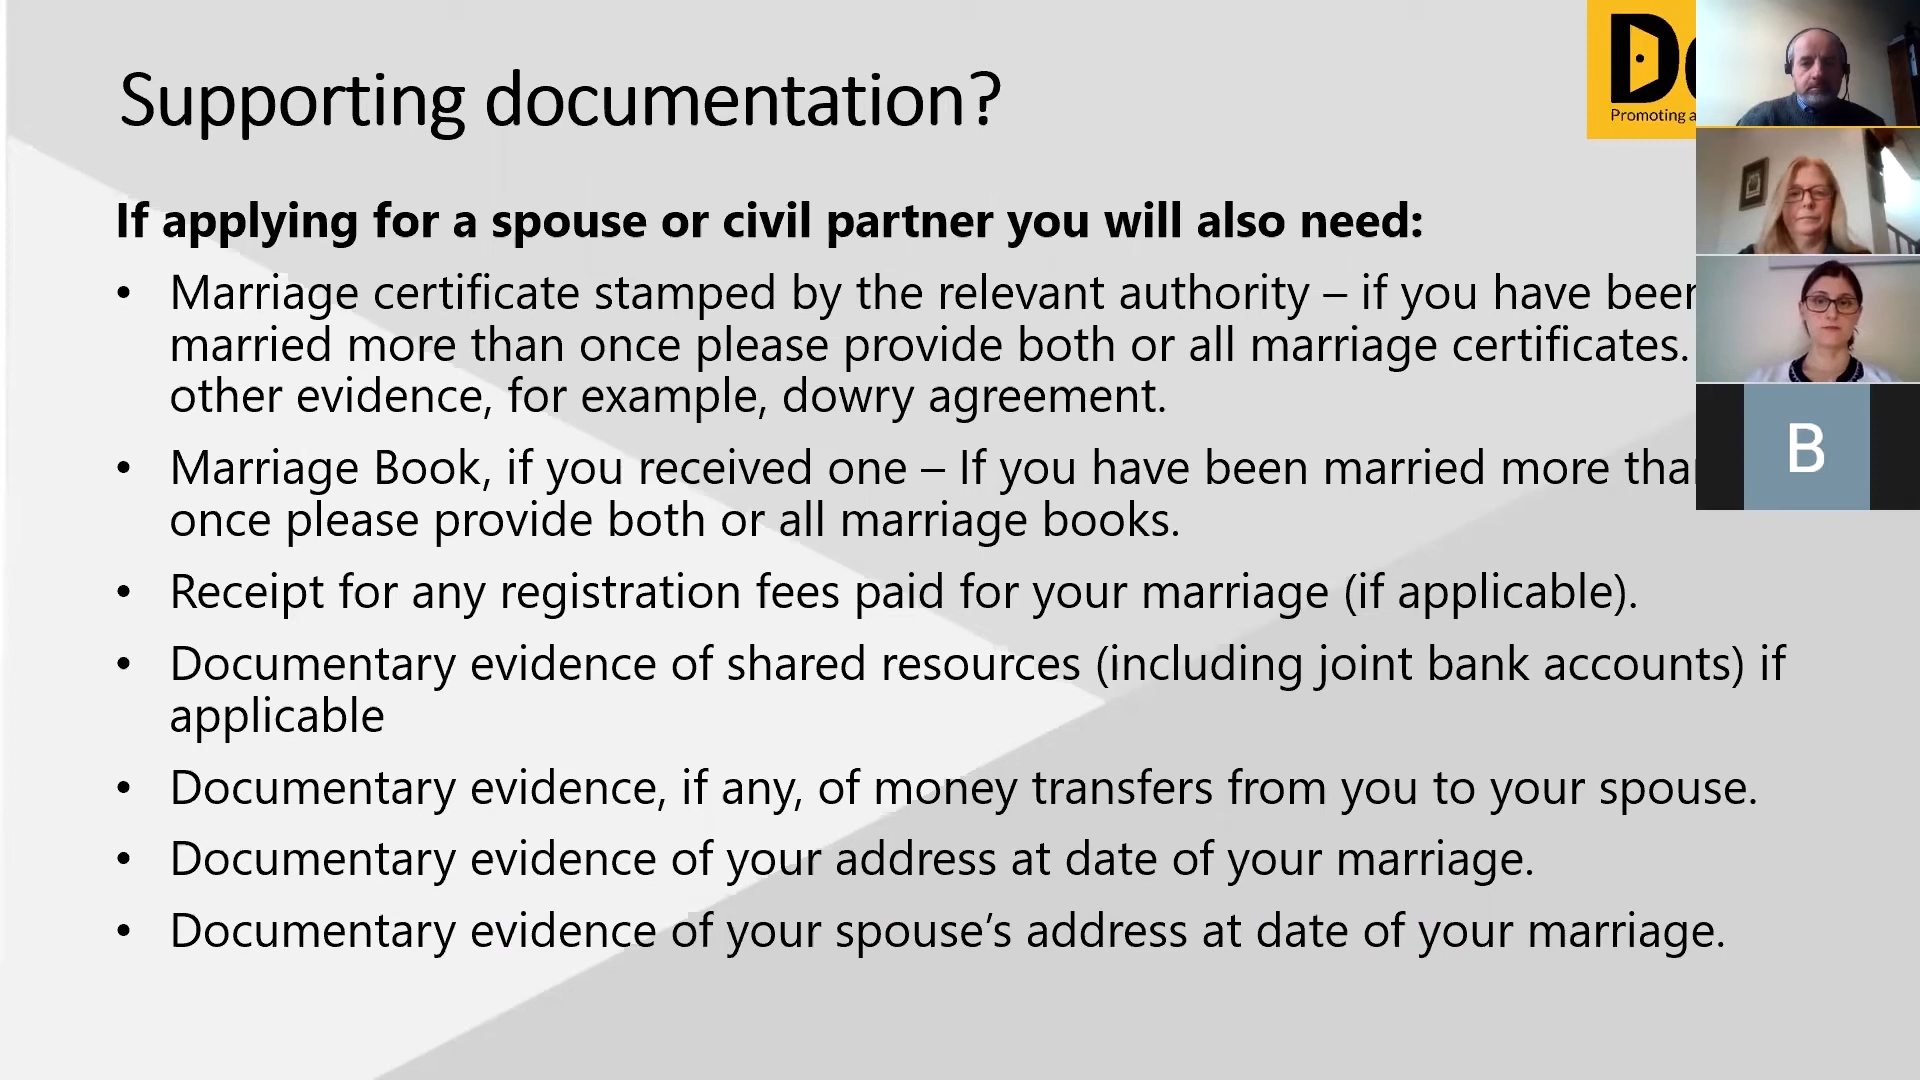 Supporting documentation?
Promoting a
If applying for a spouse or civil partner you will also need:
• Marriage certificate stamped by the relevant authority – if you have been
married more than once please provide both or all marriage certificates.
other evidence, for example, dowry agreement.
• Marriage Book, if you received one – If you have been married more than
once please provide both or all marriage books.
• Receipt for any registration fees paid for your marriage (if applicable).
• Documentary evidence of shared resources (including joint bank accounts) if
applicable
• Documentary evidence, if any, of money transfers from you to your spouse.
• Documentary evidence of your address at date of your marriage.
• Documentary evidence of your spouse’s address at date of your marriage.
B